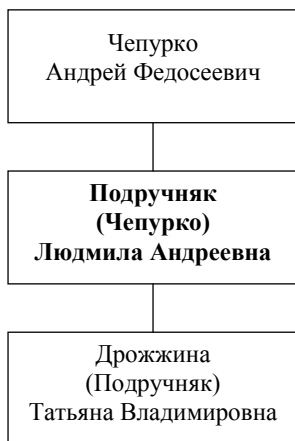 Чепурко
Андрей Федосеевич
Подручняк
(Чепурко)
Людмила Андреевна
Дрожжина
(Подручняк)
Татьяна Владимировна